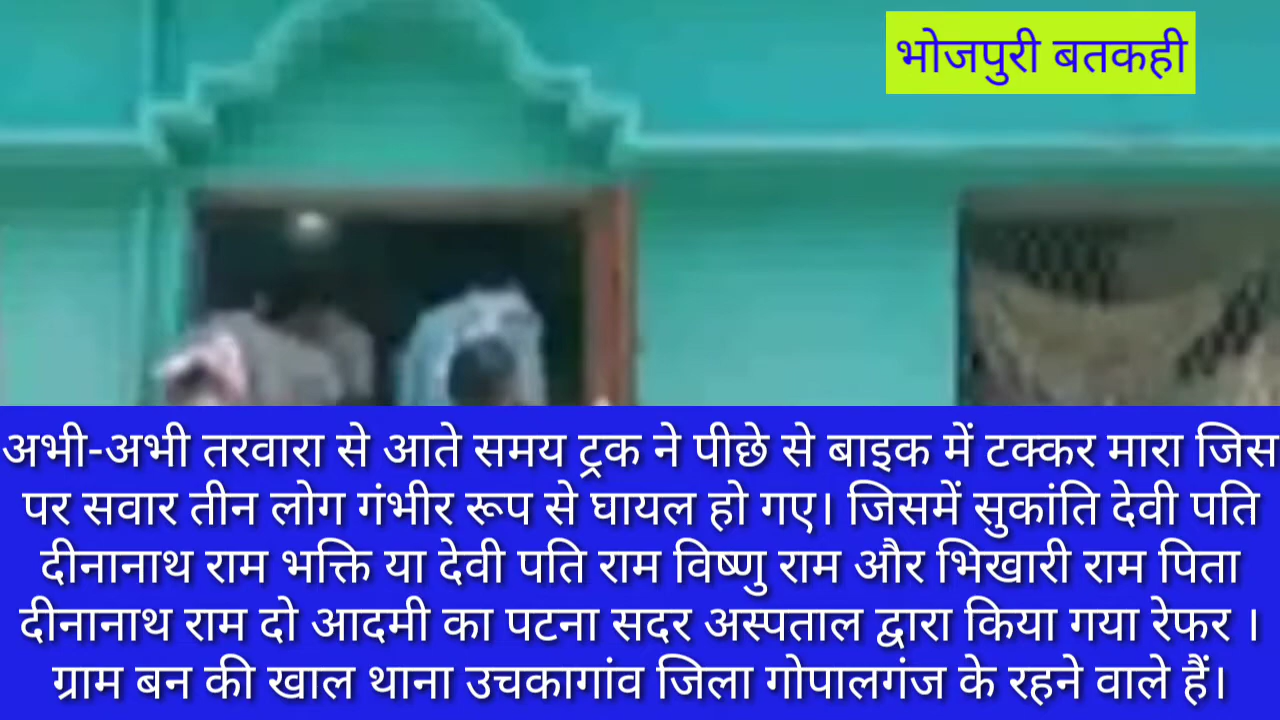 भोजपुरी बतकही
अभी-अभी तरवारा से आते समय ट्रक ने पीछे से बाइक में टक्कर मारा जिस
पर सवार तीन लोग गंभीर रूप से घायल हो गए। जिसमें सुकांति देवी पति
दीनानाथ राम भक्ति या देवी पति राम विष्णु राम और भिखारी राम पिता
दीनानाथ राम दो आदमी का पटना सदर अस्पताल द्वारा किया गया रेफर ।
ग्राम बन की खाल थाना उचकागांव जिला गोपालगंज के रहने वाले हैं।